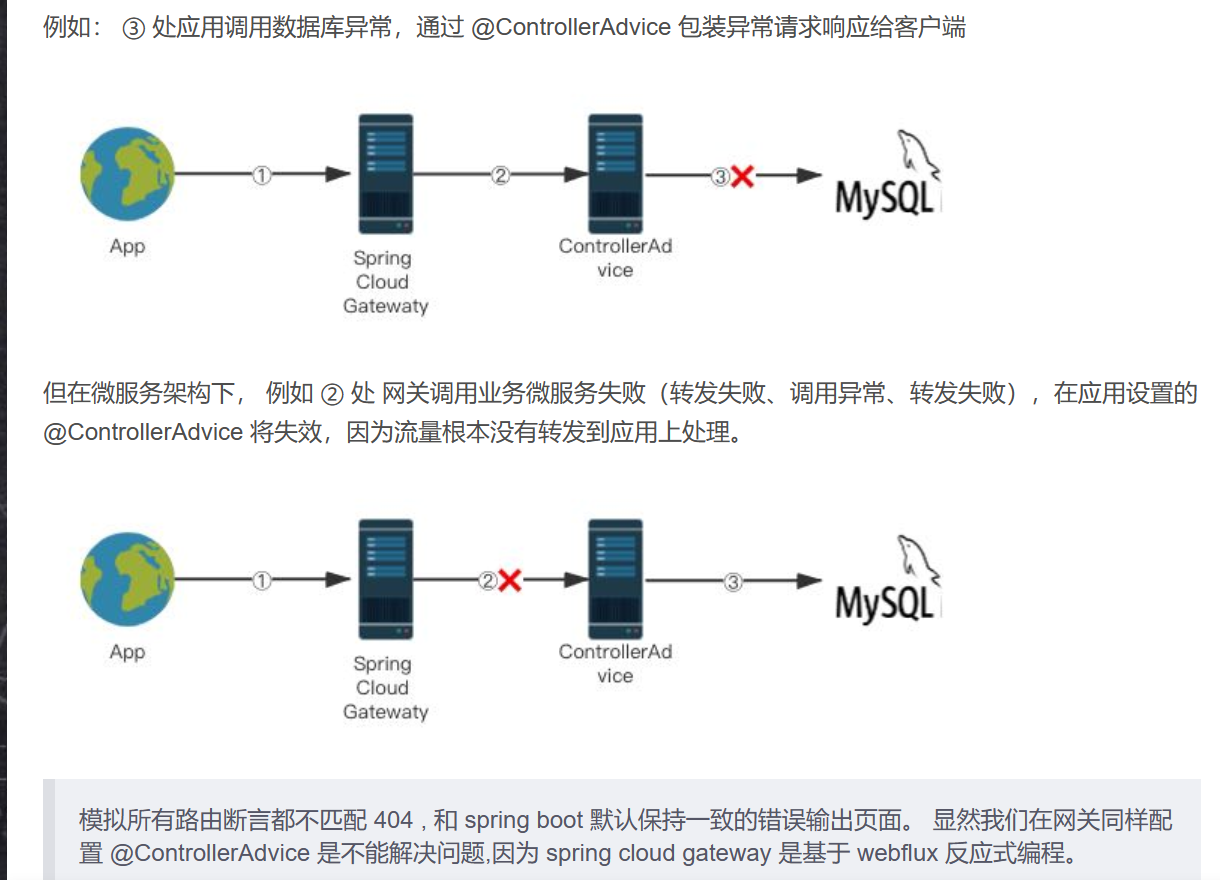 例如： ③ 处应用调用数据库异常，通过 @ControllerAdvice 包装异常请求响应给客户端
① ② ③
MySQL
App
Spring
Cloud
Gatewaty
ControllerAd
vice
但在微服务架构下， 例如 ② 处 网关调用业务微服务失败（转发失败、调用异常、转发失败），在应用设置的
@ControllerAdvice 将失效，因为流量根本没有转发到应用上处理。
① ② ③
MySQL
App
Spring
Cloud
Gatewaty
ControllerAd
vice
模拟所有路由断言都不匹配 404 , 和 spring boot 默认保持一致的错误输出页面。 显然我们在网关同样配
置 @ControllerAdvice 是不能解决问题,因为 spring cloud gateway 是基于 webflux 反应式编程。